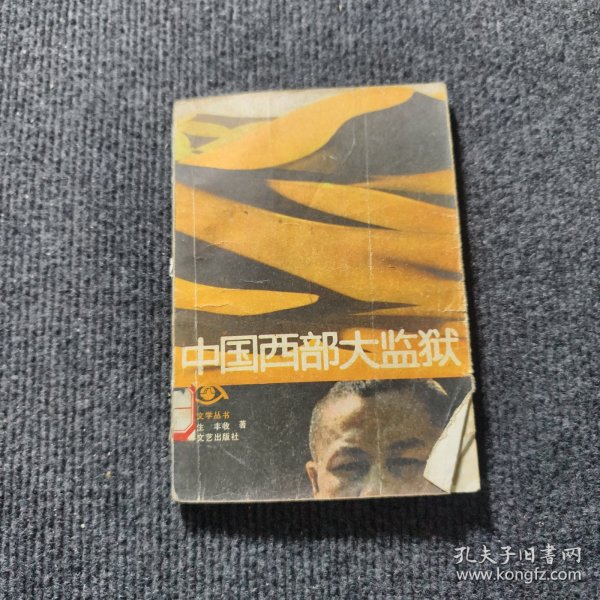 中国西部大监狱
文学丛书
生 丰收 著
文艺出版社
孔夫子旧书网
www.kongfz.com